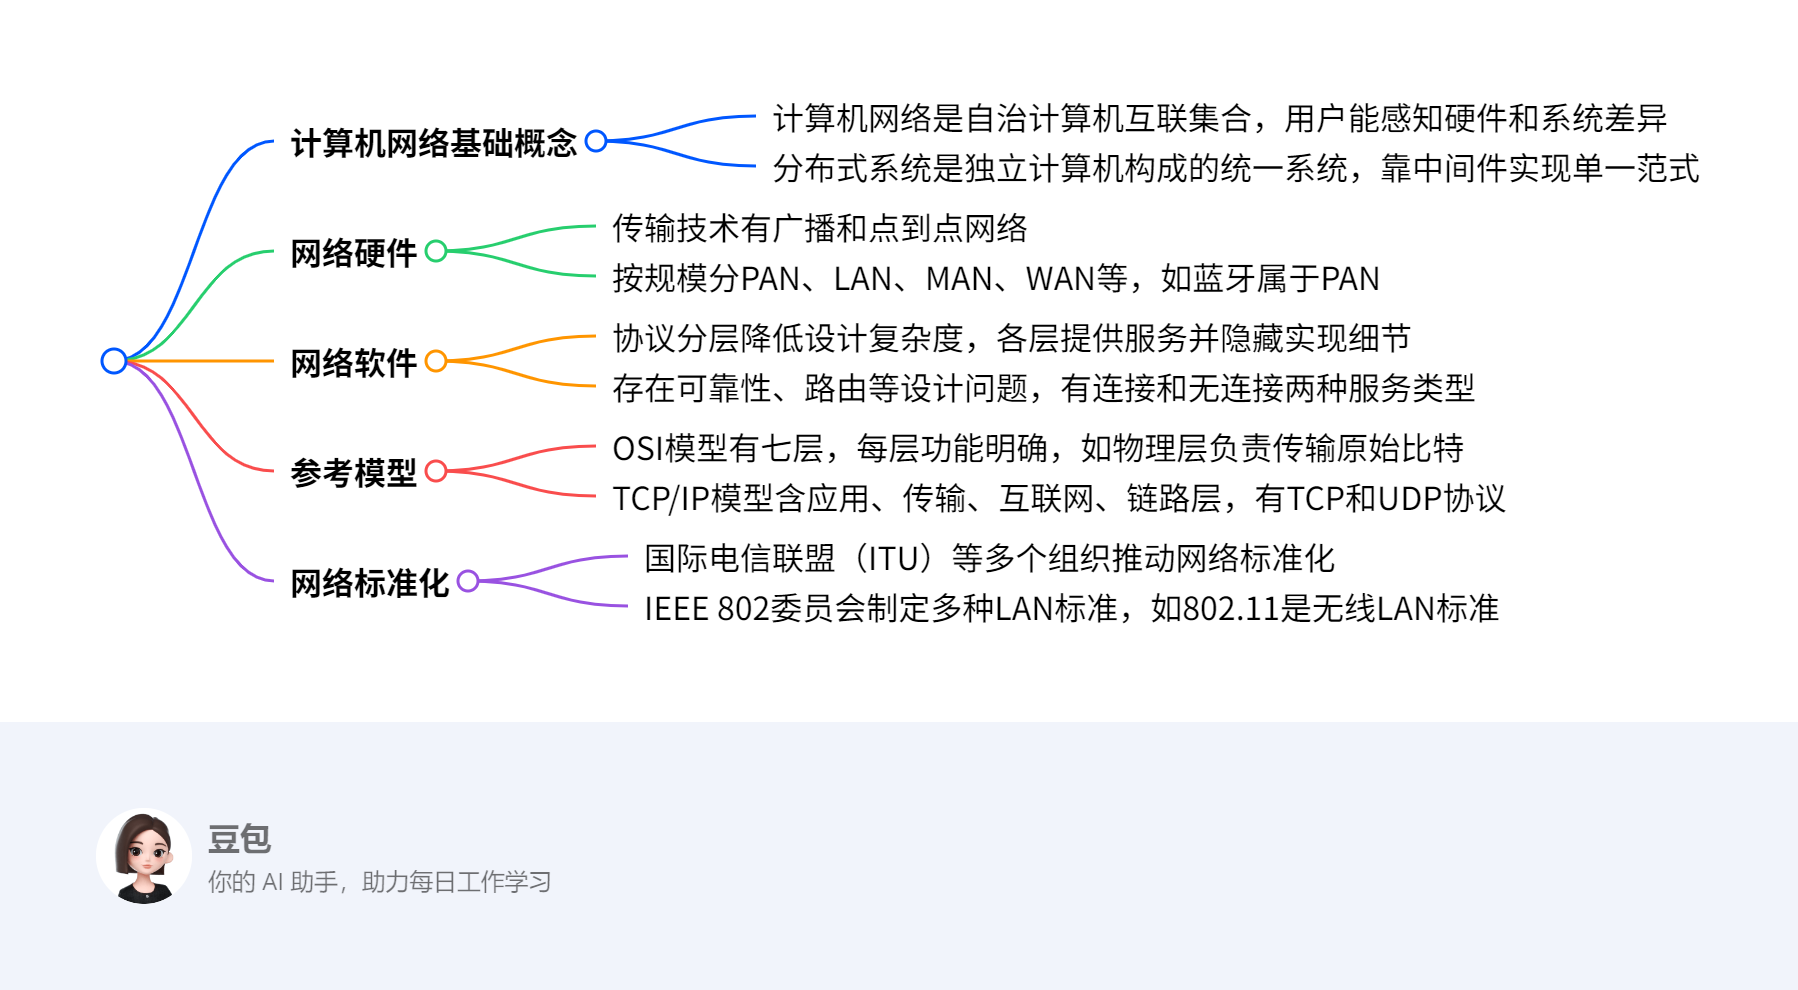 计算机网络基础概念
计算机网络是自治计算机互联集合，用户能感知硬件和系统差异
分布式系统是独立计算机构成的统一系统，靠中间件实现单一范式
网络硬件
传输技术有广播和点到点网络
按规模分PAN、LAN、MAN、WAN等，如蓝牙属于PAN
网络软件
协议分层降低设计复杂度，各层提供服务并隐藏实现细节
存在可靠性、路由等设计问题，有连接和无连接两种服务类型
参考模型
OSI模型有七层，每层功能明确，如物理层负责传输原始比特
TCP/IP模型含应用、传输、互联网、链路层，有TCP和UDP协议
网络标准化
国际电信联盟（ITU）等多个组织推动网络标准化
IEEE 802委员会制定多种LAN标准，如802.11是无线LAN标准
豆包
你的 AI 助手，助力每日工作学习